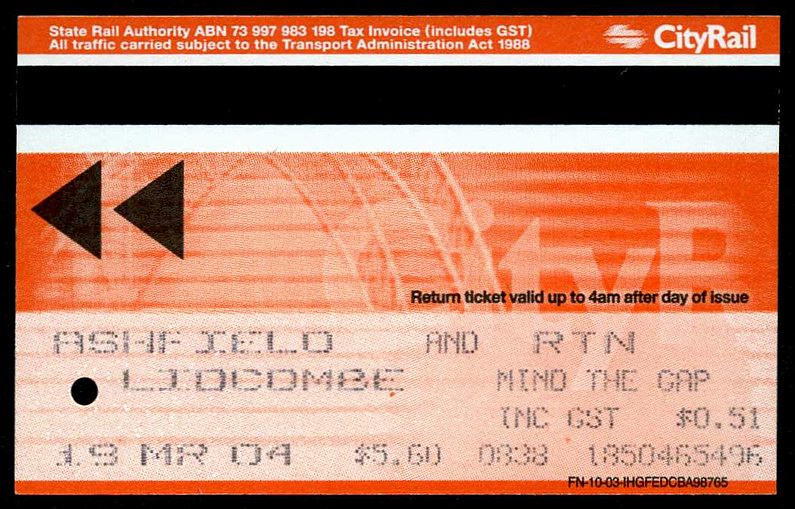 State Rail Authority ABN 73 997 983 198 Tax Invoice (includes GST)
All traffic carried subject to the Transport Administration Act 1988
CityRail
CityR
Return ticket valid up to 4am after day of issue
ASHFIELD AND RTN
LIDCOMBE MIND THE GAP
INC GST $0.51
19 MR 04 $5.60 0838 1850465496
FN-10-03-IHGFEDCBA98765